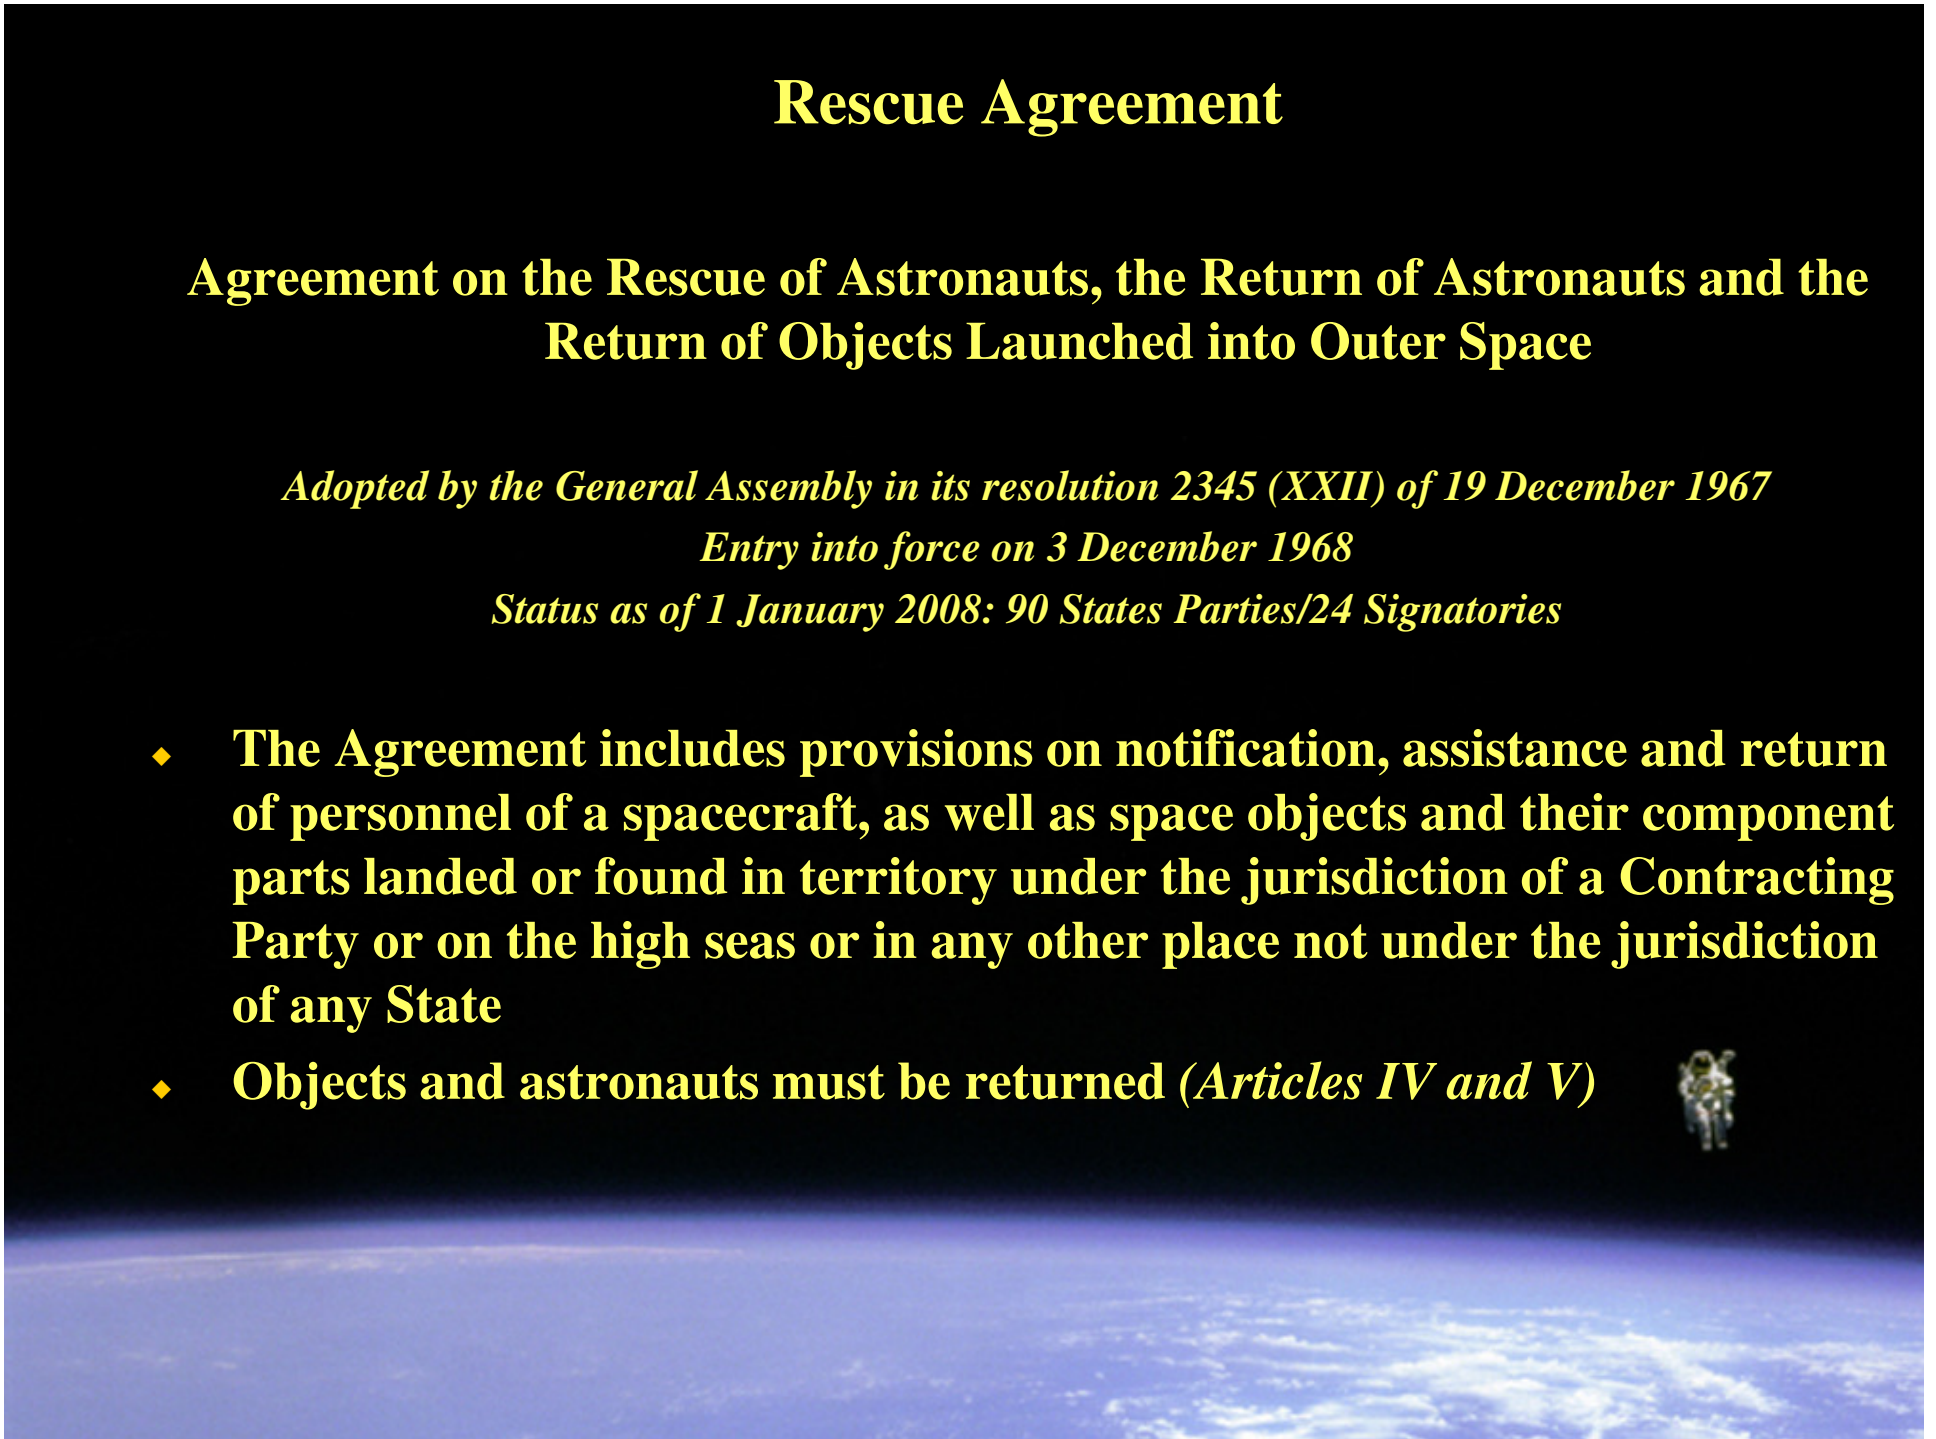 Rescue Agreement
Agreement on the Rescue of Astronauts, the Return of Astronauts and the
Return of Objects Launched into Outer Space
Adopted by the General Assembly in its resolution 2345 (XXII) of 19 December 1967
Entry into force on 3 December 1968
Status as of 1 January 2008: 90 States Parties/24 Signatories
The Agreement includes provisions on notification, assistance and return
of personnel of a spacecraft, as well as space objects and their component
parts landed or found in territory under the jurisdiction of a Contracting
Party or on the high seas or in any other place not under the jurisdiction
of any State
Objects and astronauts must be returned (Articles IV and V)